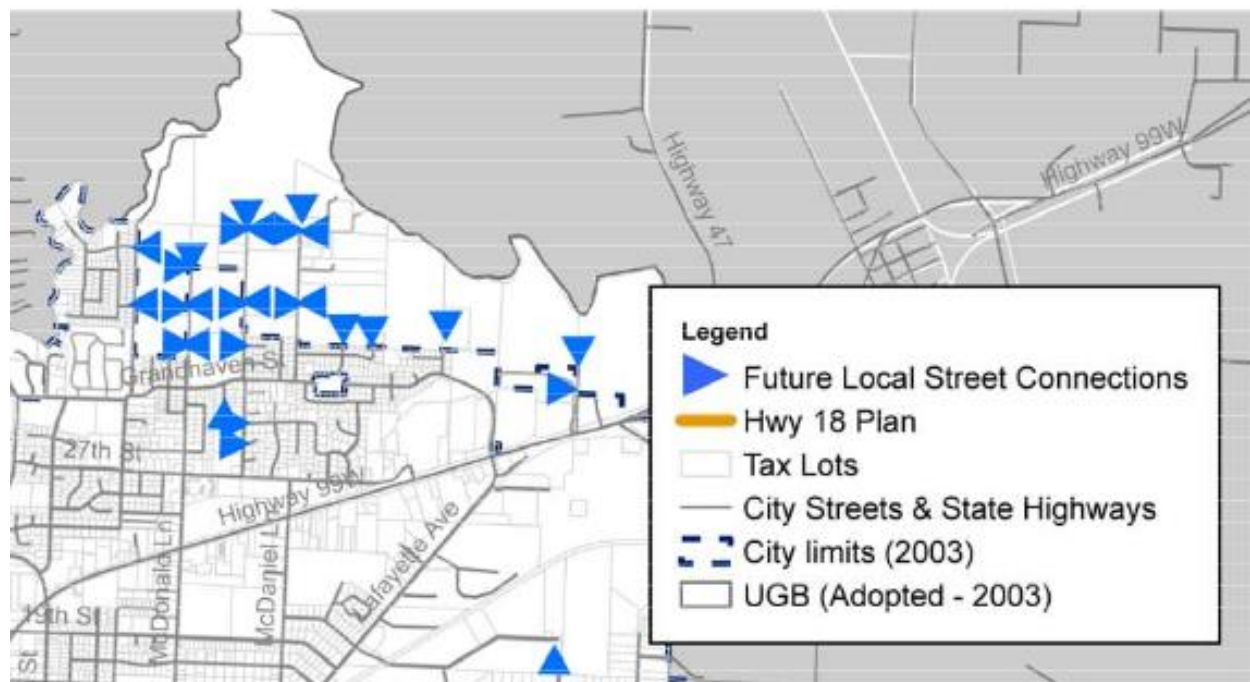 Highway 47
Highway 99W
Grandhaven St
27th St
Highway 99W
McDonald Ln
McDaniel Ln
Lafayette Ave
19th St
St
Legend
Future Local Street Connections
Hwy 18 Plan
Tax Lots
City Streets & State Highways
City limits (2003)
UGB (Adopted - 2003)